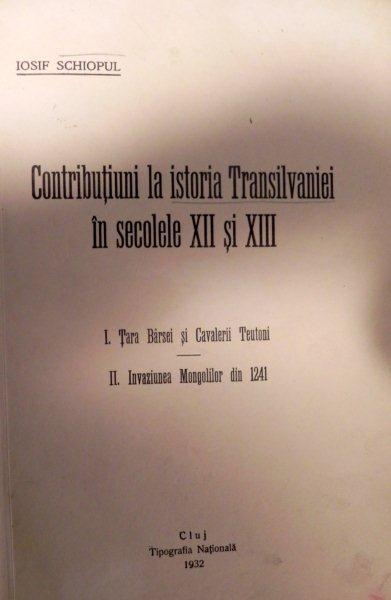 IOSIF SCHIOPUL
Contribuțiuni la istoria Transilvaniei
în secolele XII și XIII
I. Țara Bârsei și Cavalerii Teutoni
II. Invaziunea Mongolilor din 1241
Cluj
Tipografia Națională
1932